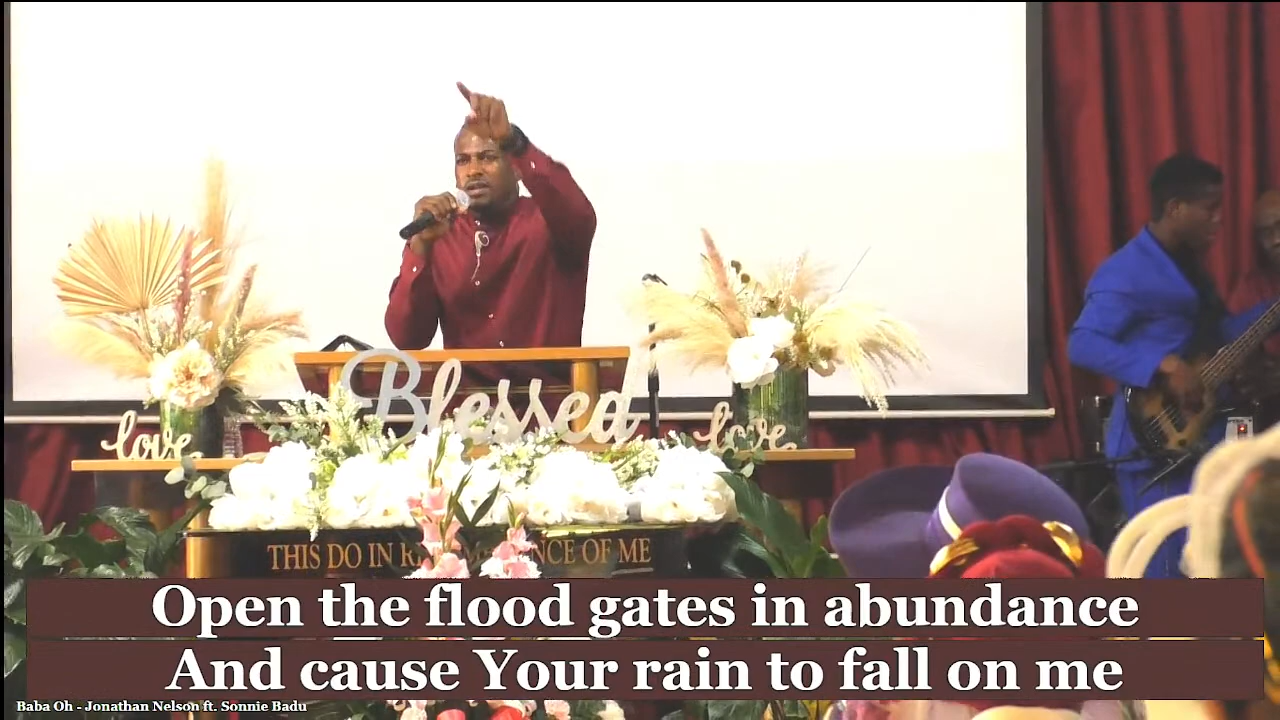 Blessed
love
love
THIS DO IN REMEMBRANCE OF ME
Open the flood gates in abundance
And cause Your rain to fall on me
Baba Oh - Jonathan Nelson ft. Sonnie Badu